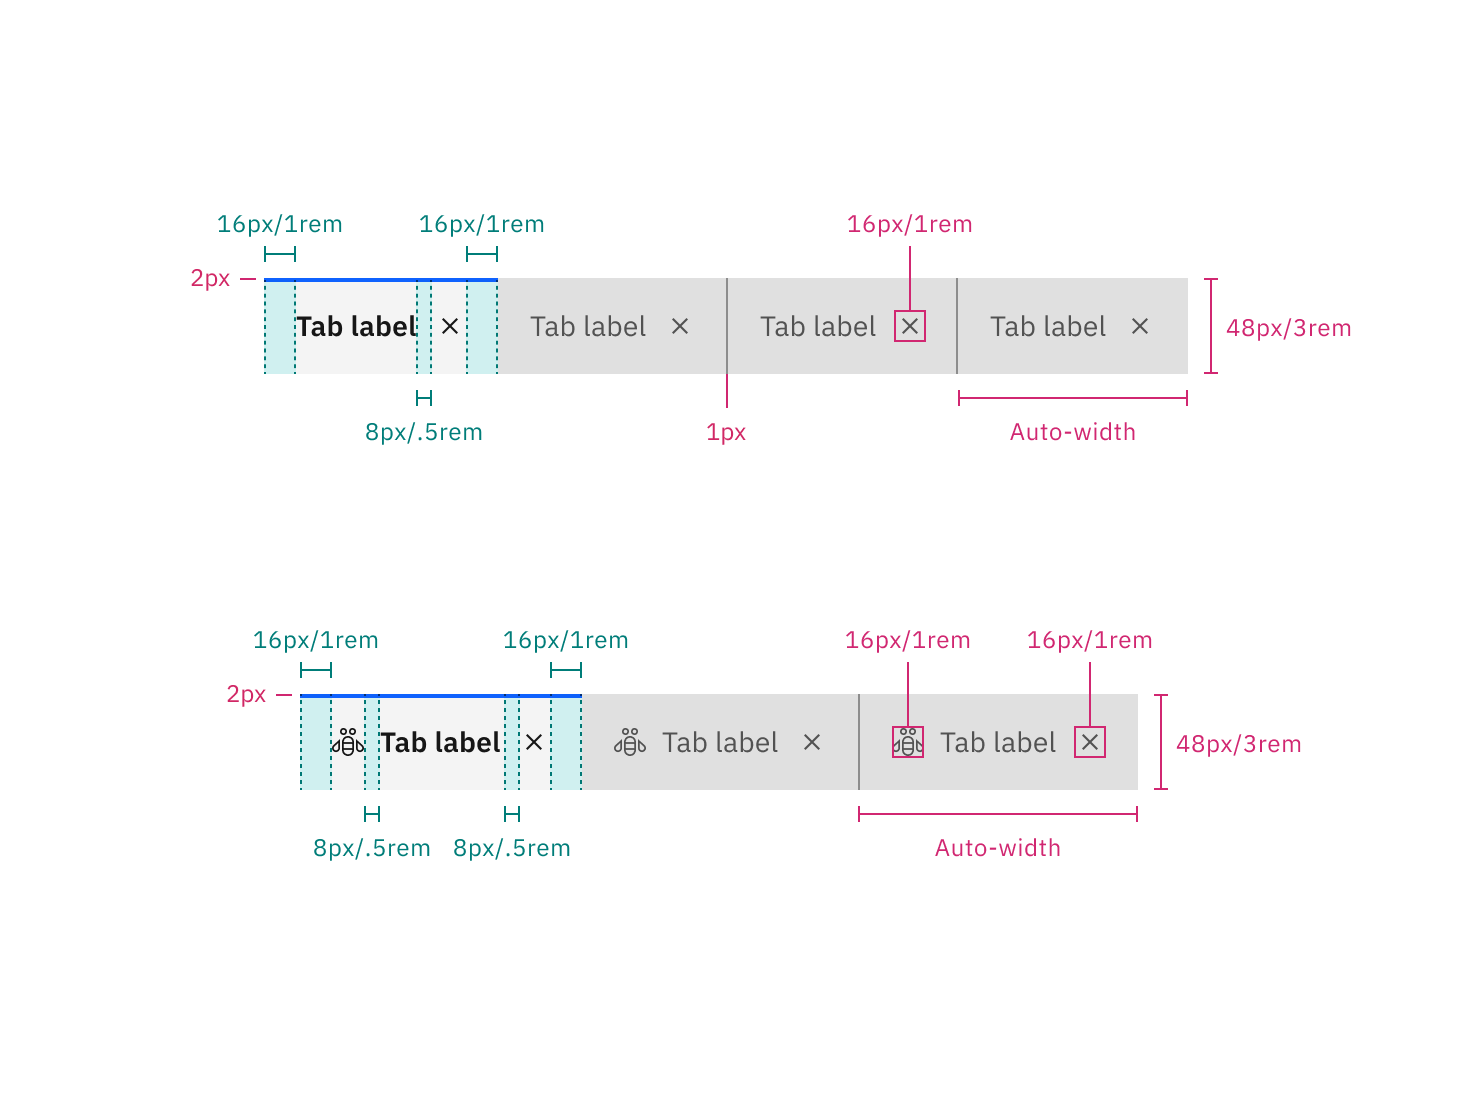 16px/1rem 16px/1rem 16px/1rem
2px
Tab label Tab label Tab label Tab label
48px/3rem
8px/.5rem 1px Auto-width
16px/1rem 16px/1rem 16px/1rem 16px/1rem
2px
Tab label Tab label Tab label
48px/3rem
8px/.5rem 8px/.5rem Auto-width